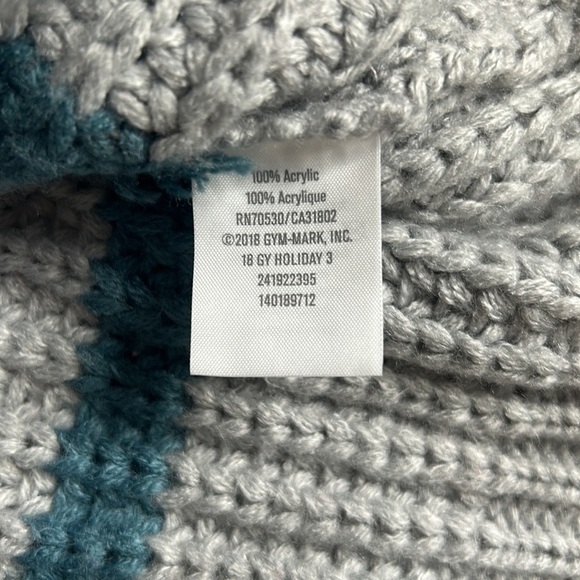 100% Acrylic
100% Acrylique
RN70530/CA31802
©2018 GYM-MARK, INC.
18 GY HOLIDAY 3
241922395
140189712